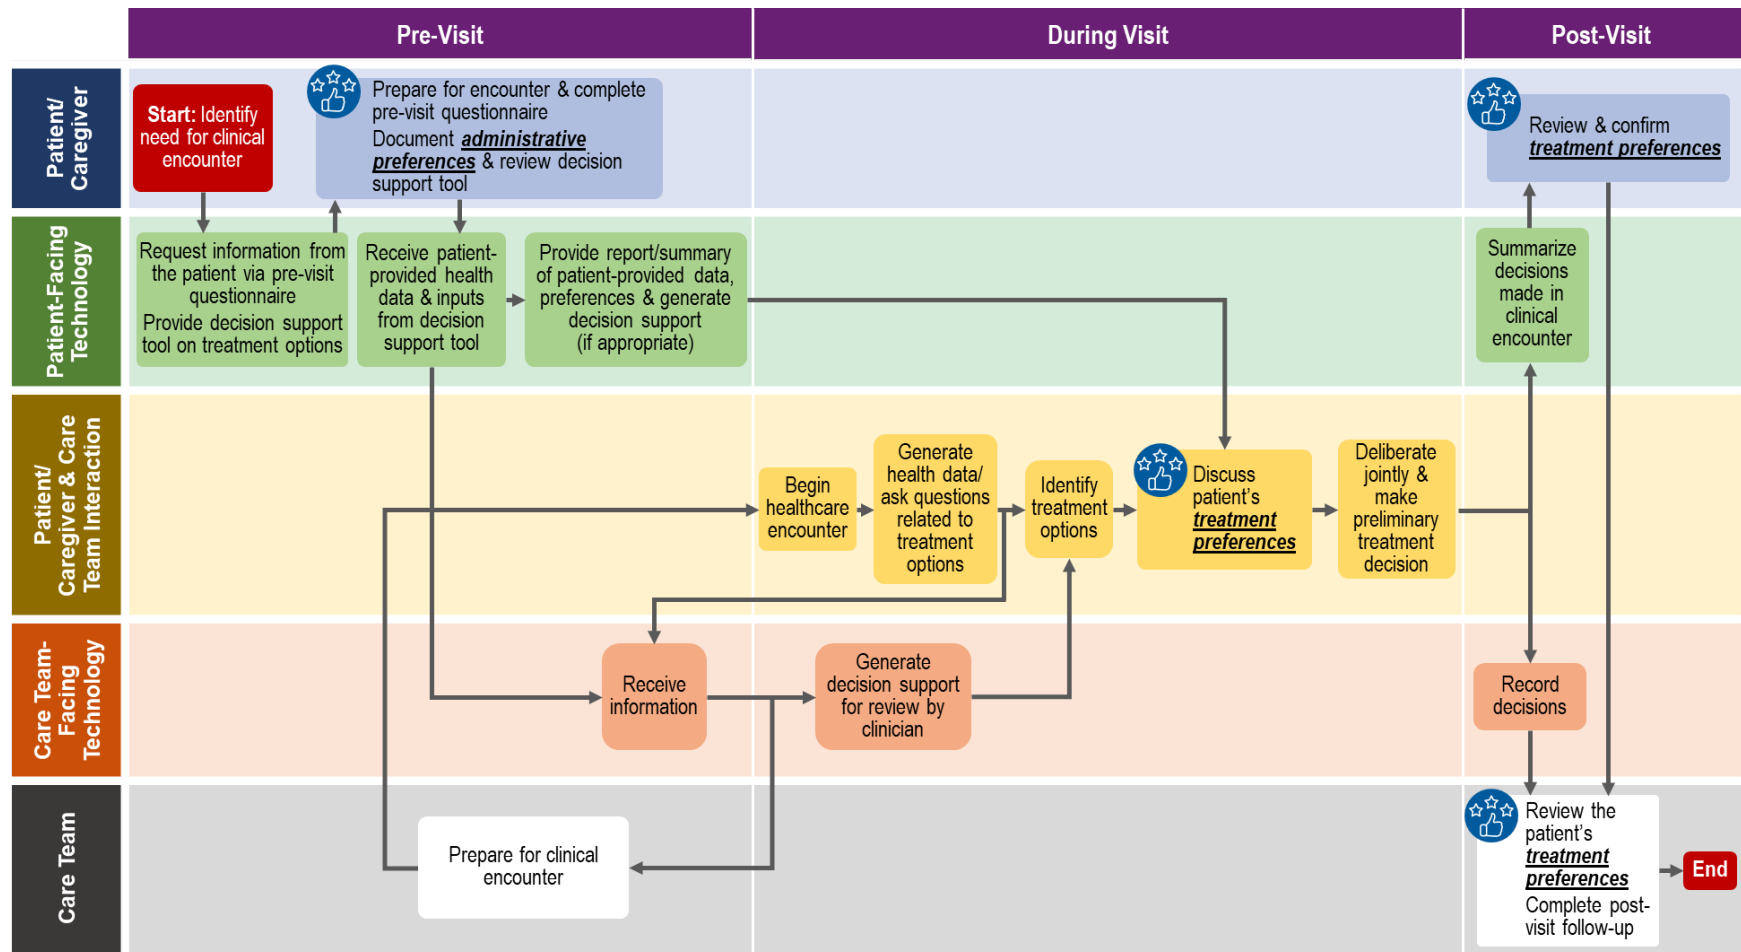 Pre-Visit
During Visit
Post-Visit
Patient/
Caregiver
Start: Identify
need for clinical
encounter
Prepare for encounter & complete
pre-visit questionnaire
Document administrative
preferences & review decision
support tool
Review & confirm
treatment preferences
Patient-Facing
Technology
Request information from
the patient via pre-visit
questionnaire
Provide decision support
tool on treatment options
Receive patient-
provided health
data & inputs
from decision
support tool
Provide report/summary
of patient-provided data,
preferences & generate
decision support
(if appropriate)
Summarize
decisions
made in
clinical
encounter
Patient/
Caregiver & Care
Team Interaction
Begin
healthcare
encounter
Generate
health data/
ask questions
related to
treatment
options
Identify
treatment
options
Discuss
patient's
treatment
preferences
Deliberate
jointly &
make
preliminary
treatment
decision
Care Team-
Facing
Technology
Receive
information
Generate
decision support
for review by
clinician
Record
decisions
Care Team
Prepare for clinical
encounter
Review the
patient's
treatment
preferences
Complete post-
visit follow-up
End